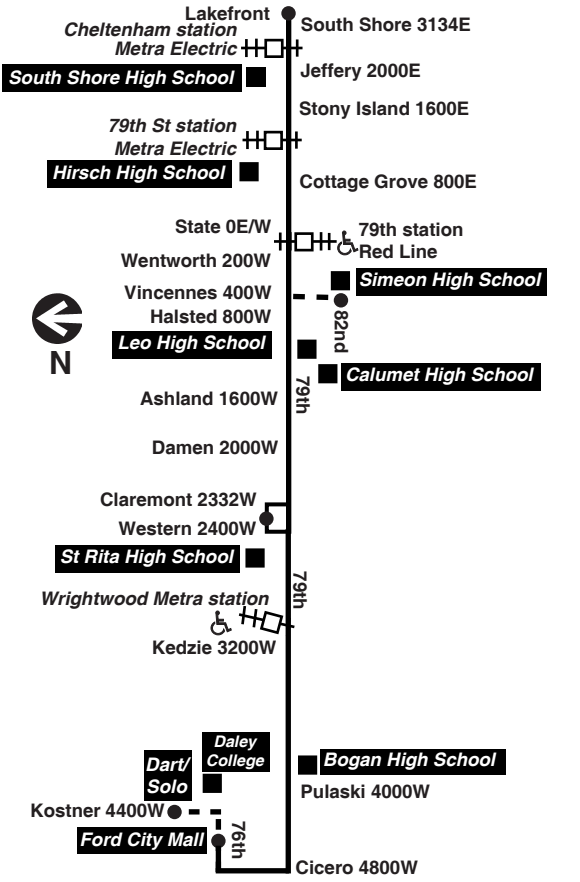 Lakefront
South Shore 3134E
Cheltenham station
Metra Electric
South Shore High School
Jeffery 2000E
Stony Island 1600E
79th St station
Metra Electric
Hirsch High School
Cottage Grove 800E
State 0E/W
79th station
Red Line
Wentworth 200W
Simeon High School
Vincennes 400W
82nd
Halsted 800W
N
Leo High School
Calumet High School
79th
Ashland 1600W
Damen 2000W
Claremont 2332W
Western 2400W
St Rita High School
79th
Wrightwood Metra station
Kedzie 3200W
Daley
College
Dart/
Solo
Bogan High School
Pulaski 4000W
Kostner 4400W
76th
Ford City Mall
Cicero 4800W